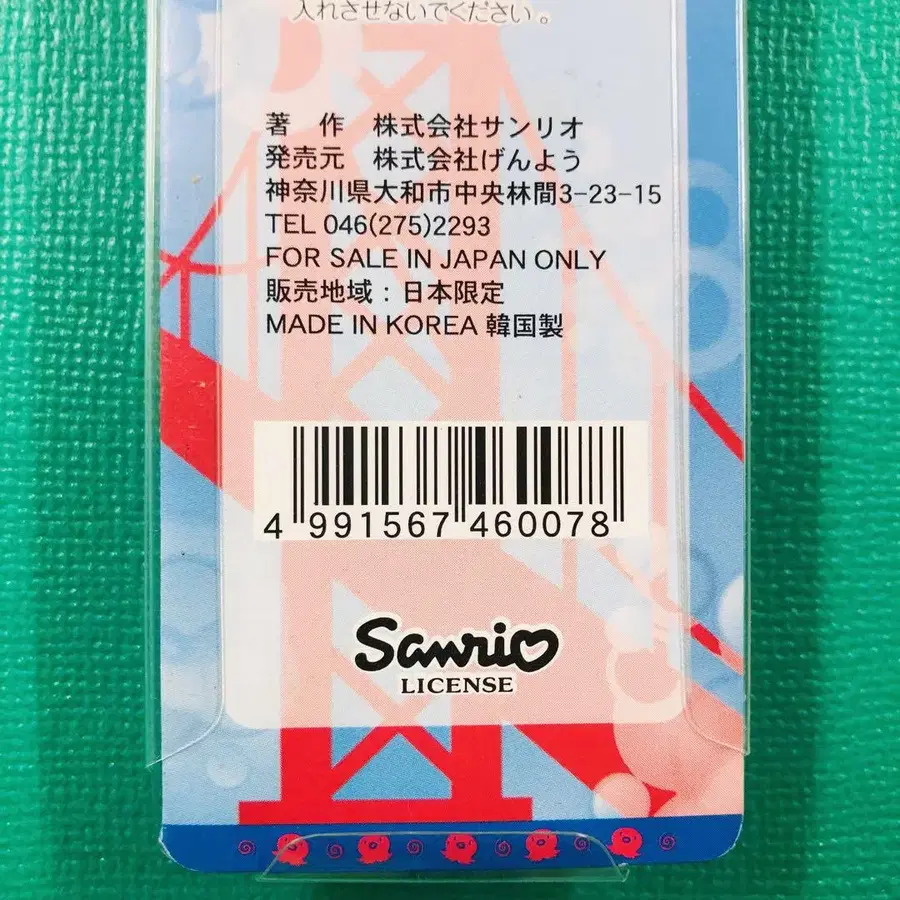 入れさせないでください。
著　作　株式会社サンリオ
発売元　株式会社げんよう
神奈川県大和市中央林間3-23-15
TEL 046(275)2293
FOR SALE IN JAPAN ONLY
販売地域：日本限定
MADE IN KOREA 韓国製
4 991567 460078
Sanrio
LICENSE